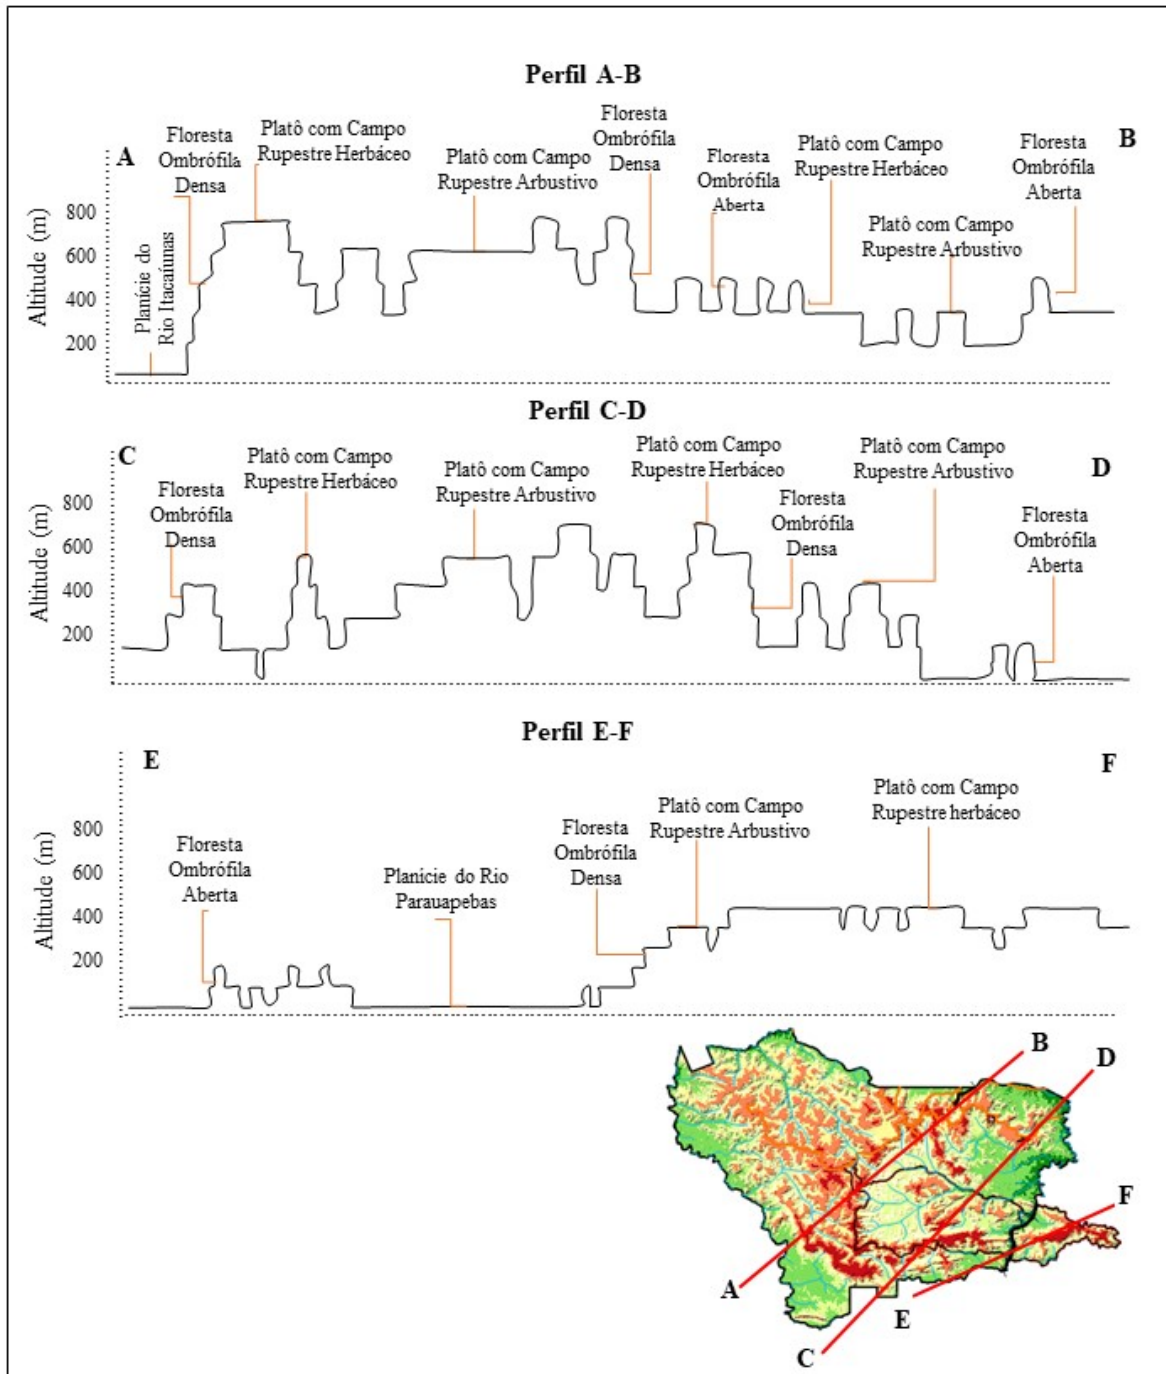 Perfil A-B
A
Floresta
Ombrófila
Densa
Platô com Campo
Rupestre Herbáceo
Platô com Campo
Rupestre Arbustivo
Floresta
Ombrófila
Densa
Floresta
Ombrófila
Aberta
Platô com Campo
Rupestre Herbáceo
Platô com Campo
Rupestre Arbustivo
Floresta
Ombrófila
Aberta
B
Altitude (m)
800
600
400
200
Planície do
Rio Itacaíunas
Perfil C-D
C
Floresta
Ombrófila
Densa
Platô com Campo
Rupestre Herbáceo
Platô com Campo
Rupestre Arbustivo
Platô com Campo
Rupestre Herbáceo
Floresta
Ombrófila
Densa
Platô com Campo
Rupestre Arbustivo
Floresta
Ombrófila
Aberta
D
Altitude (m)
800
600
400
200
Perfil E-F
E
Floresta
Ombrófila
Aberta
Planície do Rio
Parauapebas
Floresta
Ombrófila
Densa
Platô com Campo
Rupestre Arbustivo
Platô com Campo
Rupestre herbáceo
F
Altitude (m)
800
600
400
200
B
D
F
A
E
C